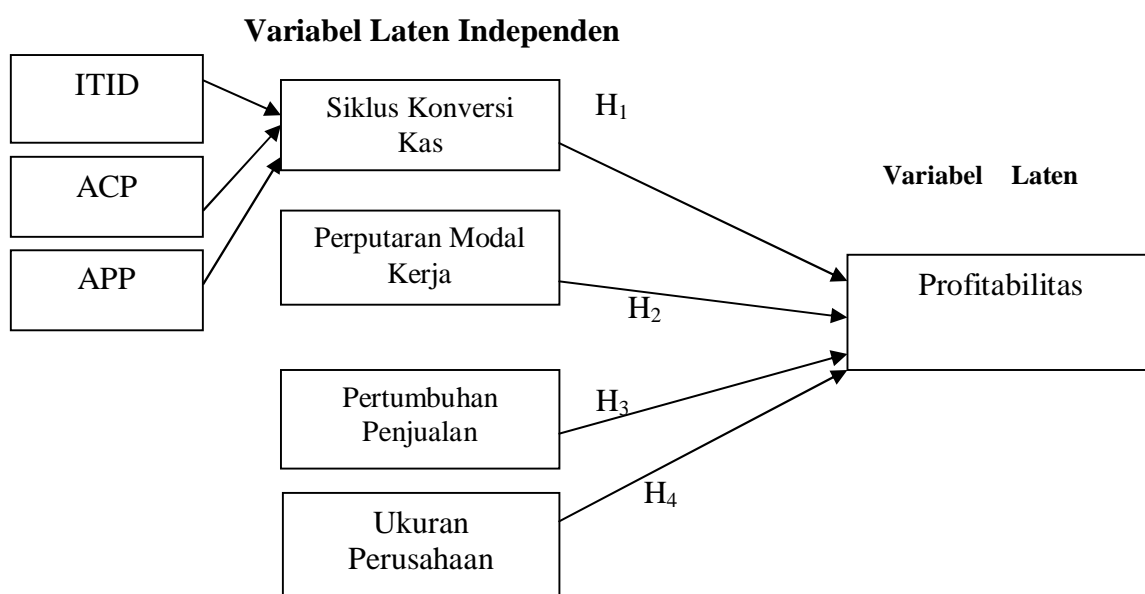 Variabel Laten Independen
ITID
ACP
APP
Siklus Konversi
Kas
H₁
Perputaran Modal
Kerja
H₂
Pertumbuhan
Penjualan
H₃
Ukuran
Perusahaan
H₄
Variabel Laten
Profitabilitas